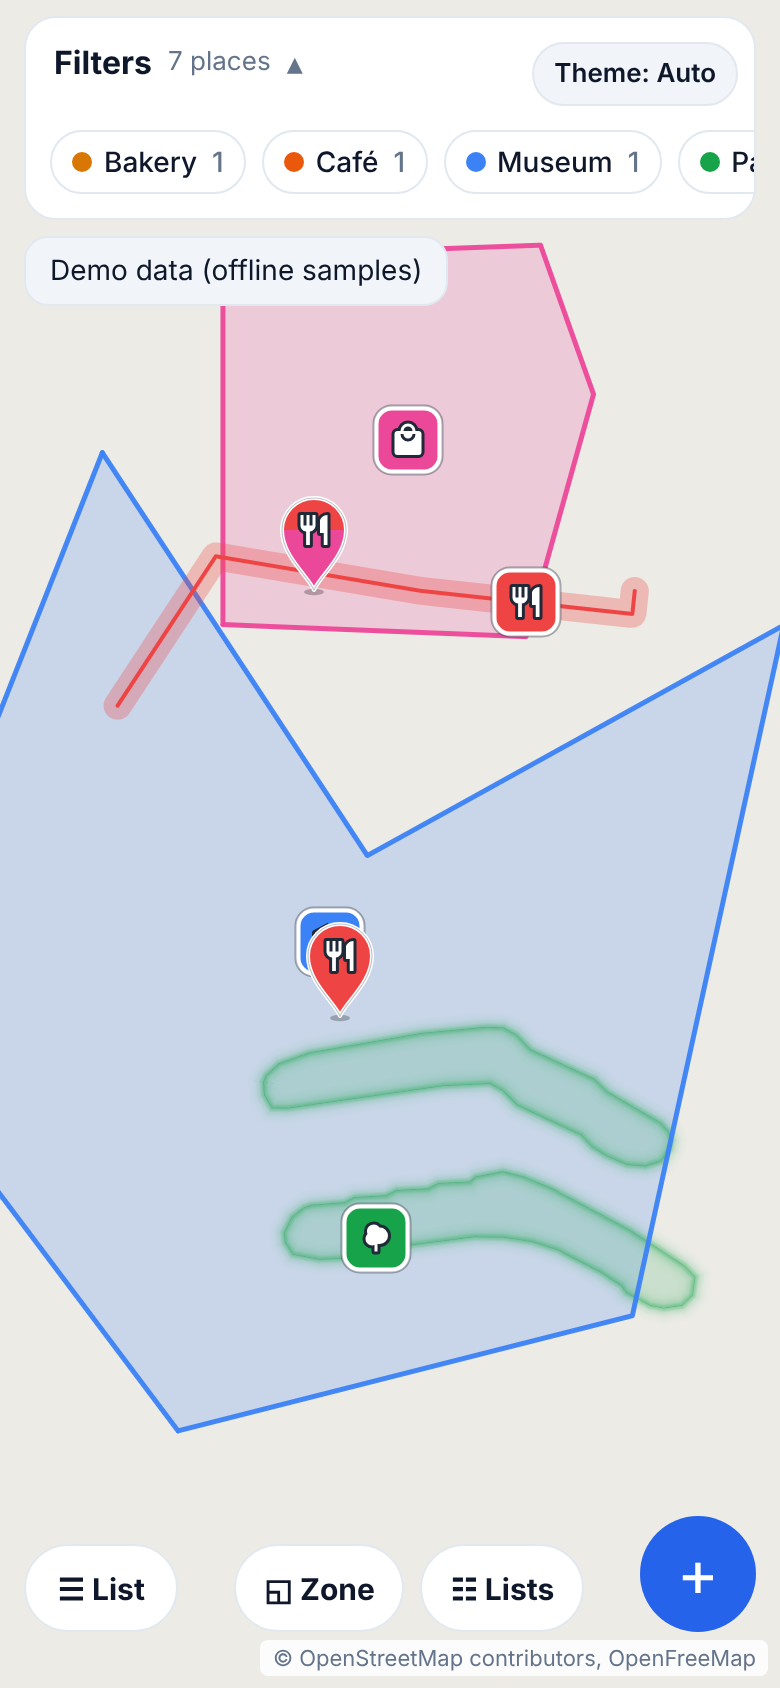 Filters 7 places ▲
Theme: Auto
Bakery 1
Café 1
Museum 1
Demo data (offline samples)
List
Zone
Lists
+
© OpenStreetMap contributors, OpenFreeMap